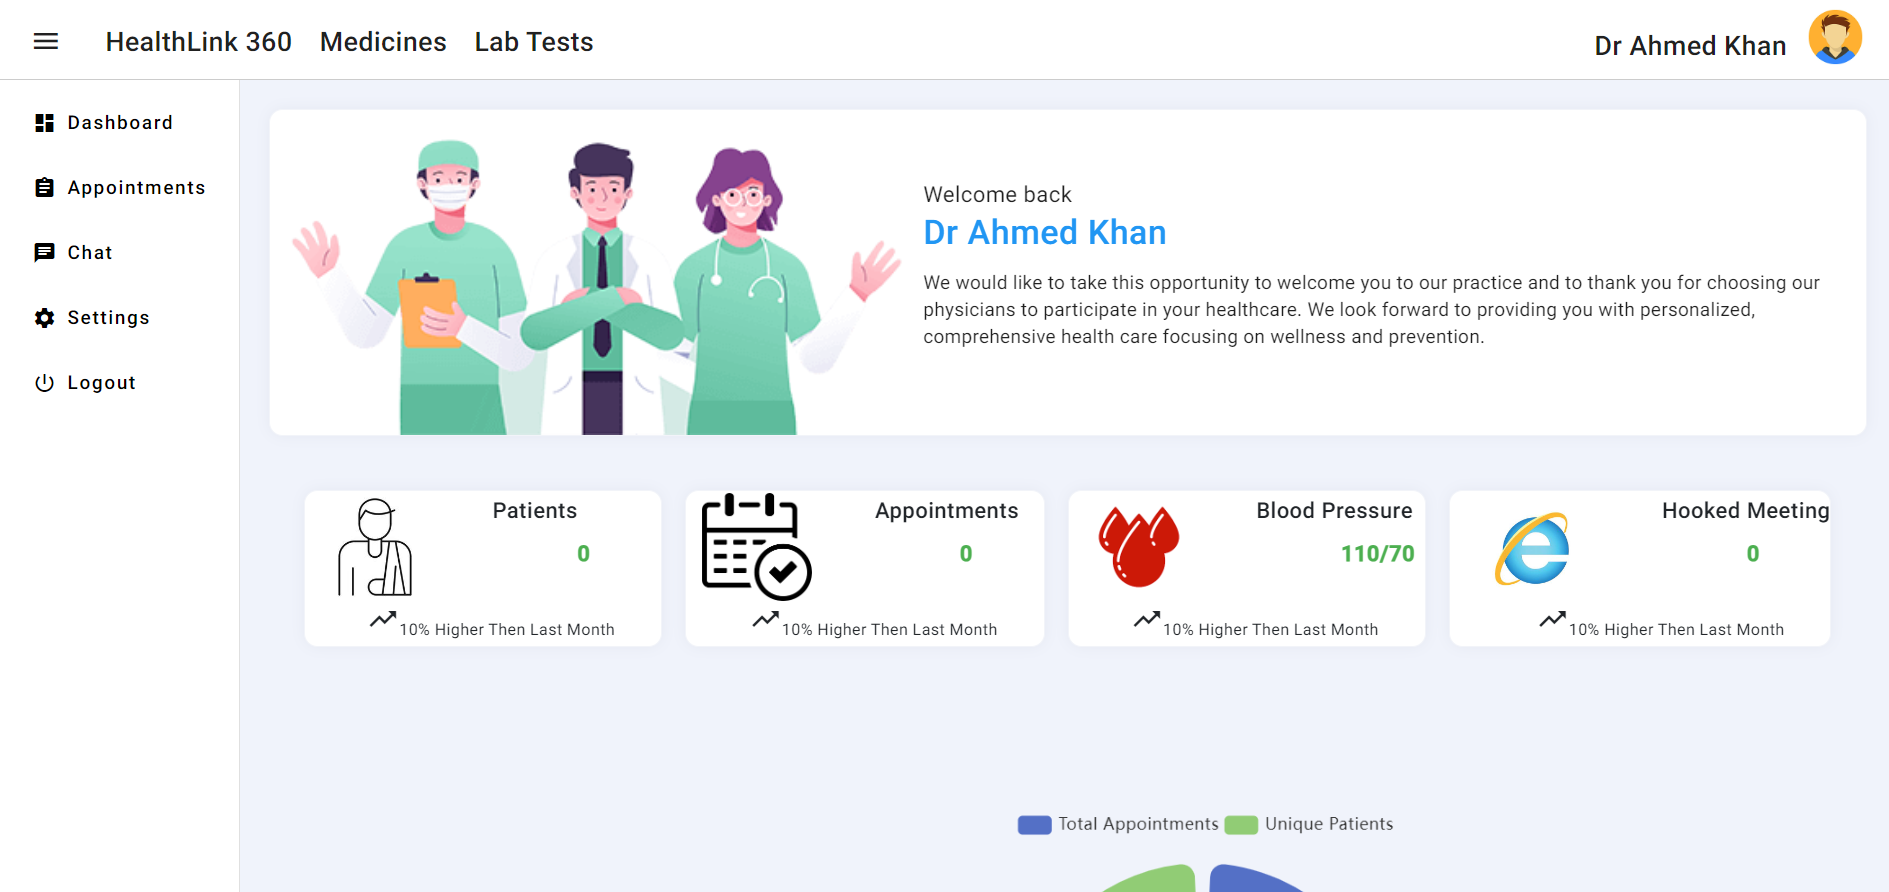 HealthLink 360 Medicines Lab Tests
Dr Ahmed Khan
Dashboard
Appointments
Chat
Settings
Logout
Welcome back
Dr Ahmed Khan
We would like to take this opportunity to welcome you to our practice and to thank you for choosing our
physicians to participate in your healthcare. We look forward to providing you with personalized,
comprehensive health care focusing on wellness and prevention.
Patients
0
10% Higher Then Last Month
Appointments
0
10% Higher Then Last Month
Blood Pressure
110/70
10% Higher Then Last Month
Hooked Meeting
0
10% Higher Then Last Month
Total Appointments Unique Patients